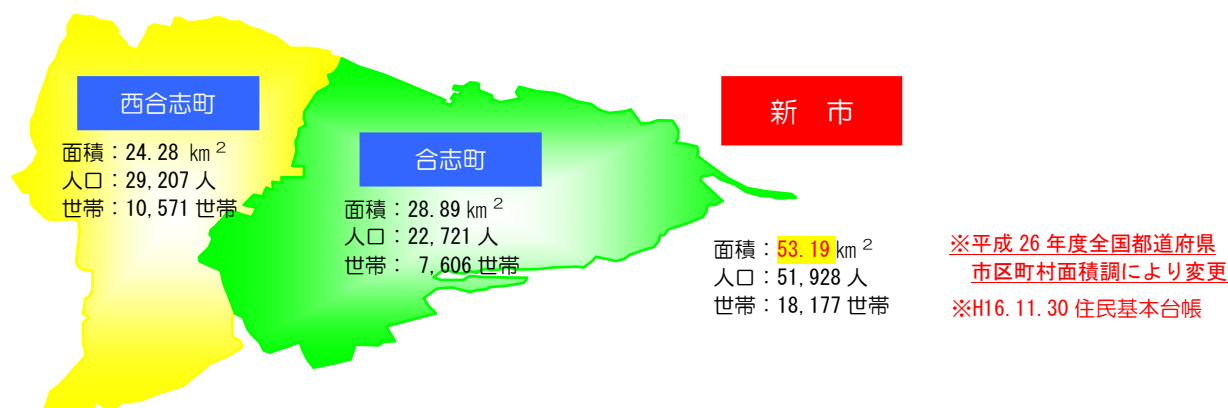 西合志町
面積：24.28 km²
人口：29,207 人
世帯：10,571 世帯
合志町
面積：28.89 km²
人口：22,721 人
世帯： 7,606 世帯
新 市
面積：53.19 km²
人口：51,928 人
世帯：18,177 世帯
※平成 26 年度全国都道府県
市区町村面積調により変更
※H16.11.30 住民基本台帳